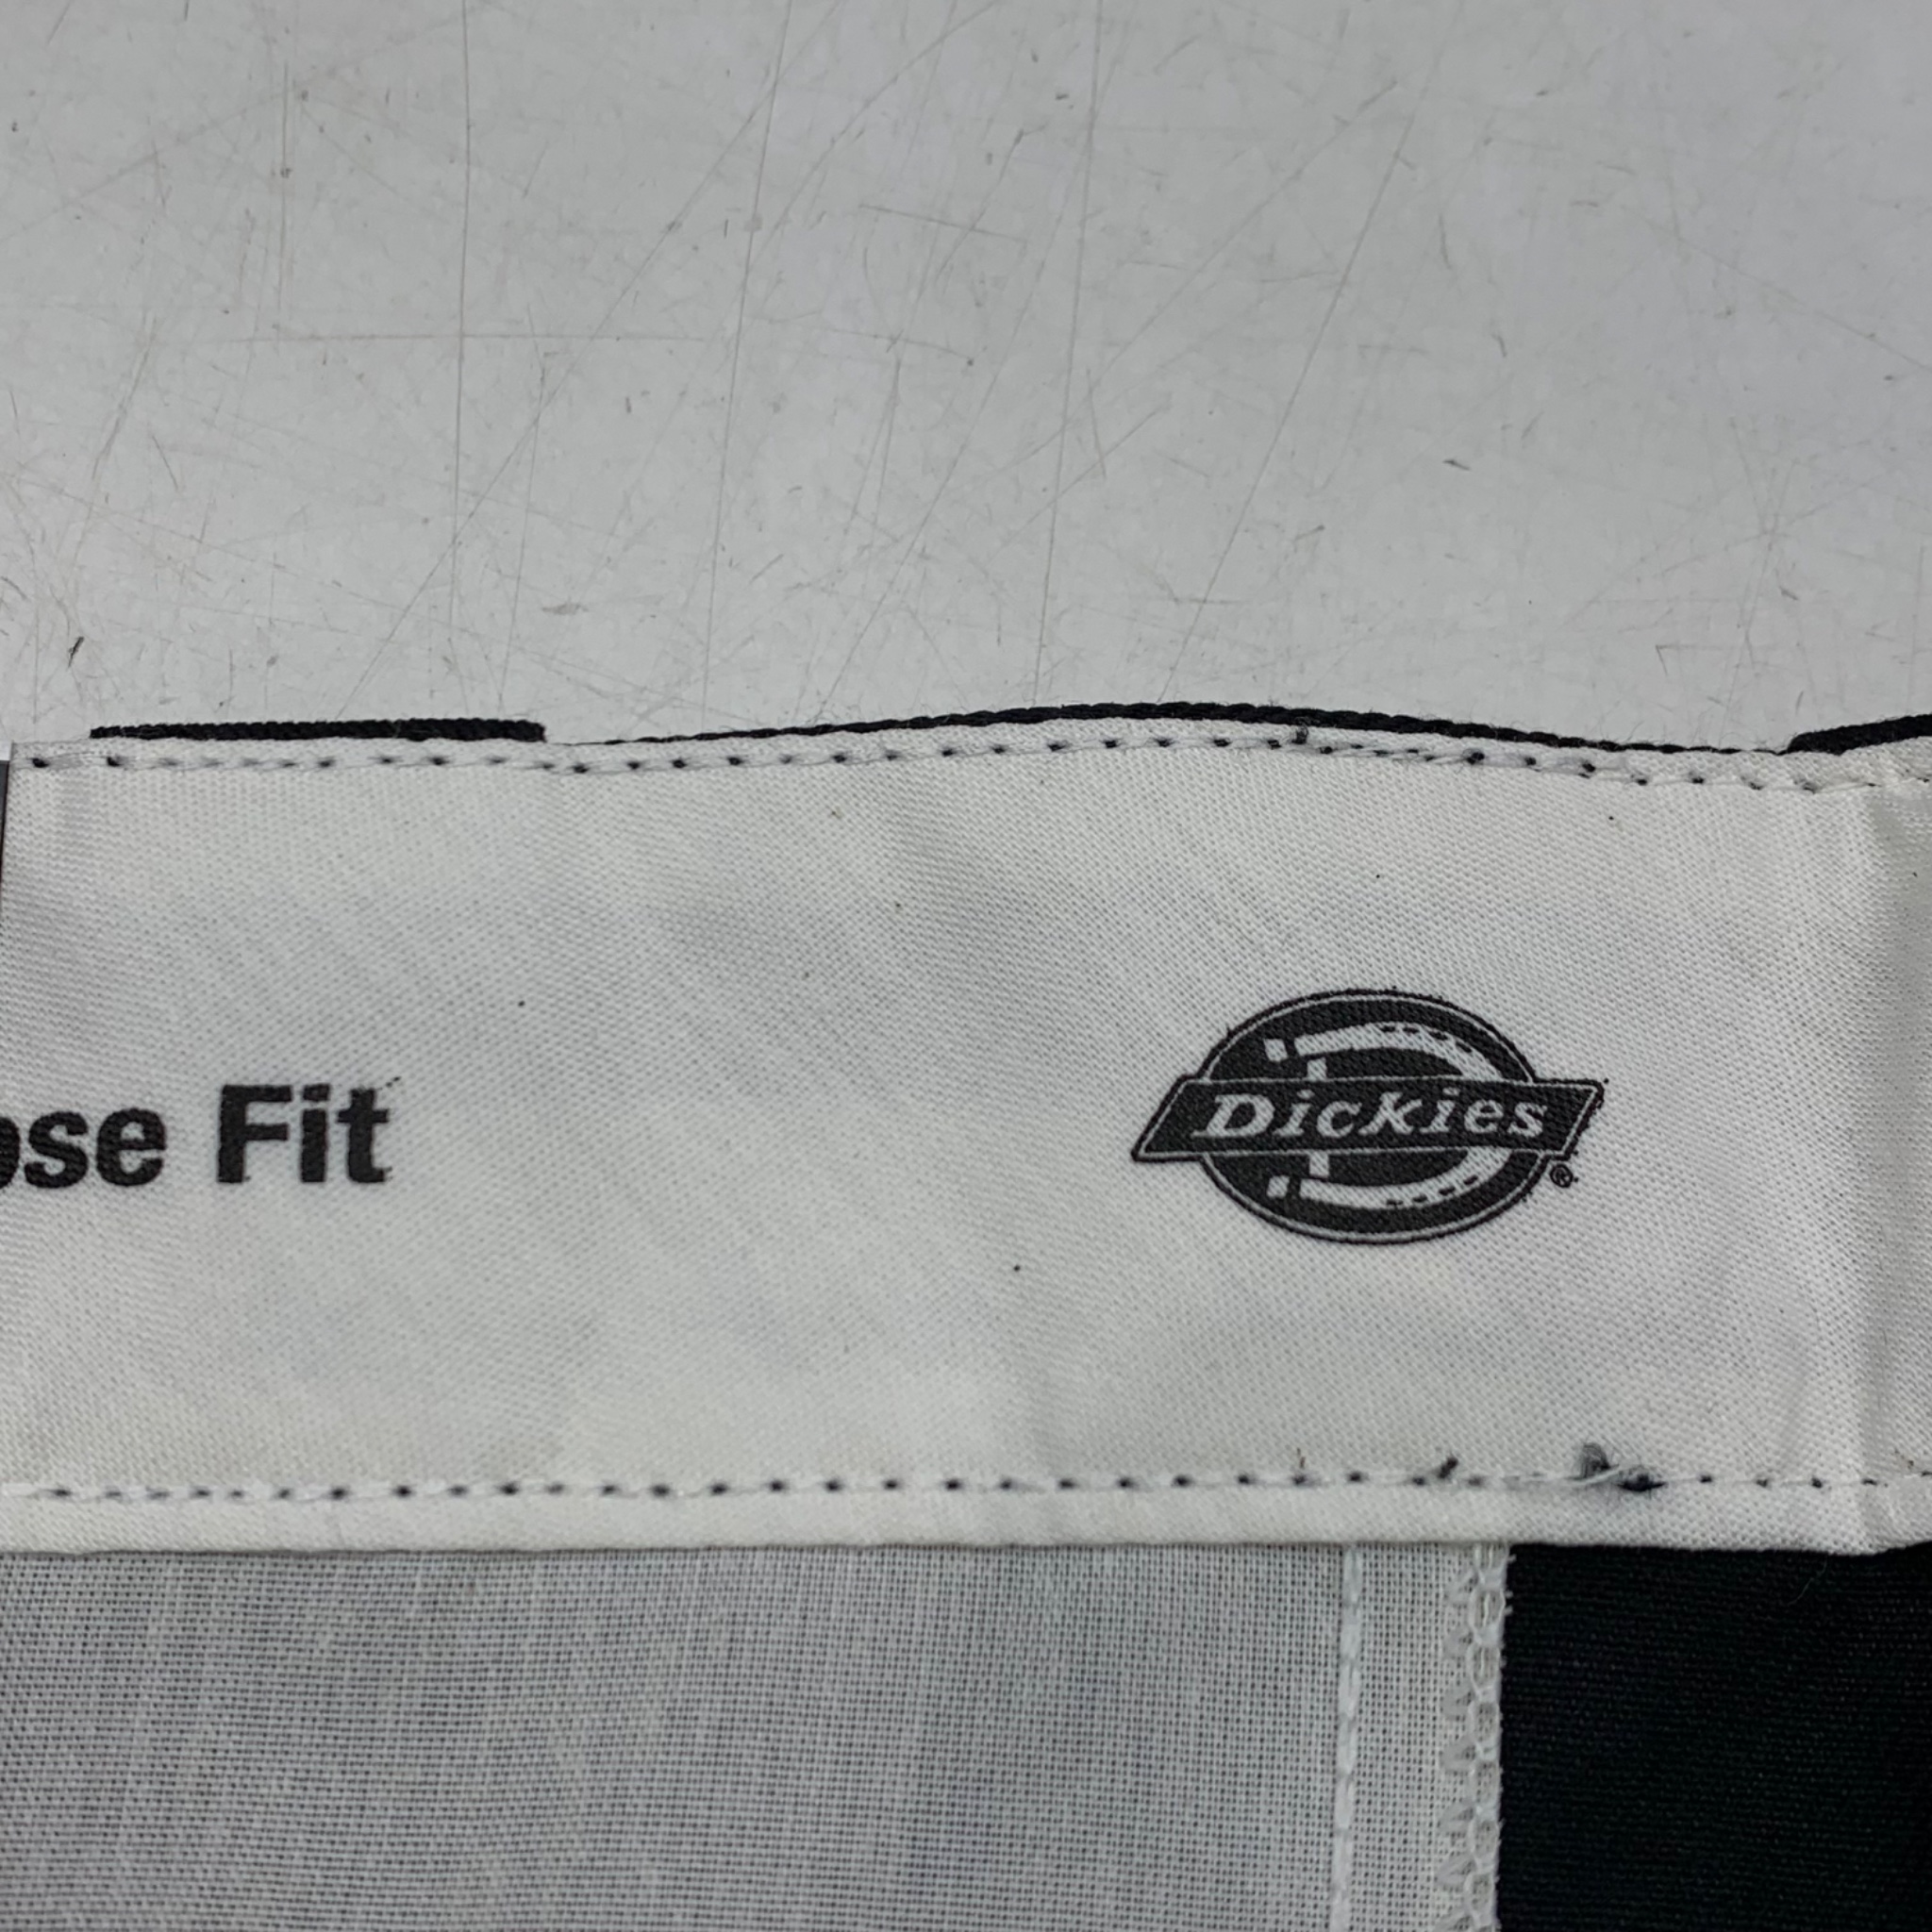 ose Fit
Dickies
®